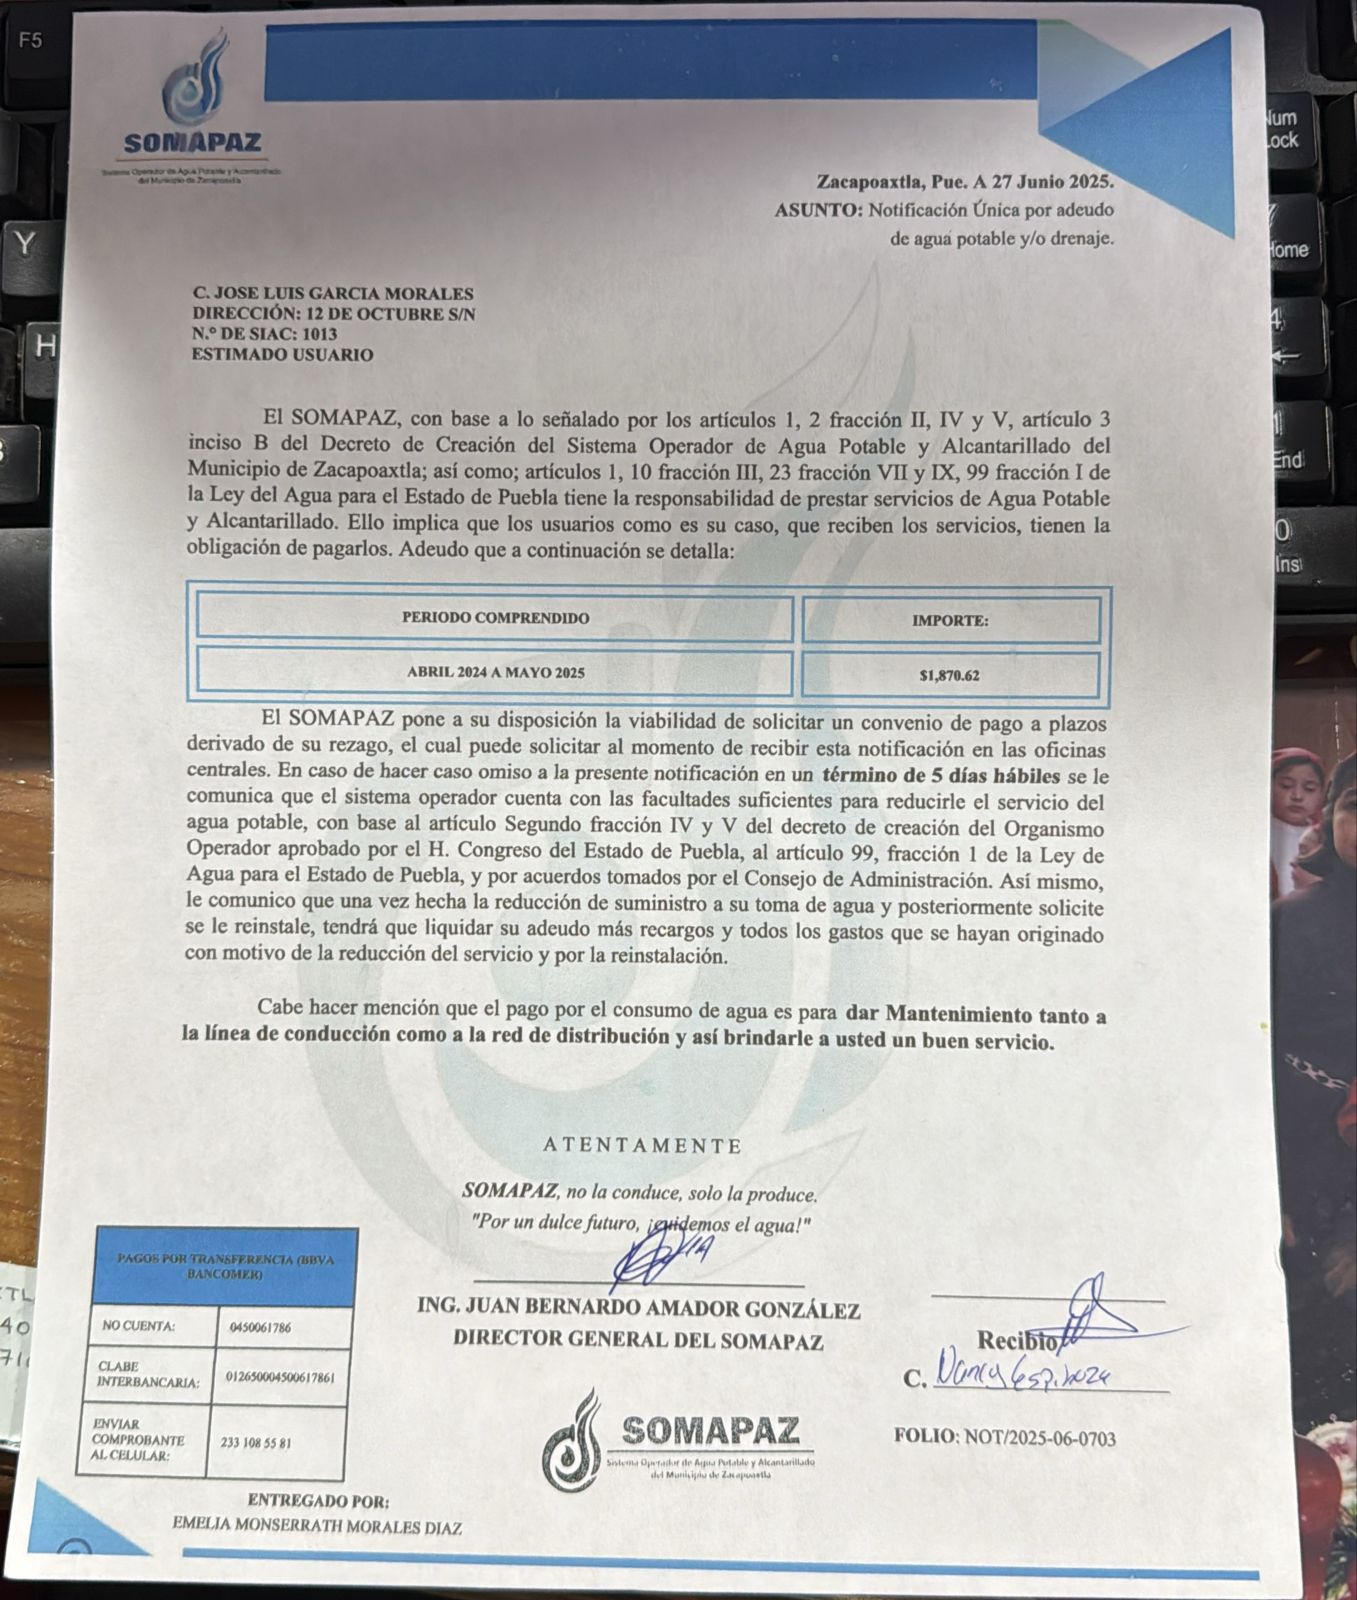 SOMAPAZ
Sistema Operador de Agua Potable y Alcantarillado
del Municipio de Zacapoaxtla
Zacapoaxtla, Pue. A 27 Junio 2025.
ASUNTO: Notificación Única por adeudo
de agua potable y/o drenaje.
C. JOSE LUIS GARCIA MORALES
DIRECCIÓN: 12 DE OCTUBRE S/N
N.º DE SIAC: 1013
ESTIMADO USUARIO
El SOMAPAZ, con base a lo señalado por los artículos 1, 2 fracción II, IV y V, artículo 3
inciso B del Decreto de Creación del Sistema Operador de Agua Potable y Alcantarillado del
Municipio de Zacapoaxtla; así como; artículos 1, 10 fracción III, 23 fracción VII y IX, 99 fracción I de
la Ley del Agua para el Estado de Puebla tiene la responsabilidad de prestar servicios de Agua Potable
y Alcantarillado. Ello implica que los usuarios como es su caso, que reciben los servicios, tienen la
obligación de pagarlos. Adeudo que a continuación se detalla:
PERIODO COMPRENDIDO
IMPORTE:
ABRIL 2024 A MAYO 2025
$1,870.62
El SOMAPAZ pone a su disposición la viabilidad de solicitar un convenio de pago a plazos
derivado de su rezago, el cual puede solicitar al momento de recibir esta notificación en las oficinas
centrales. En caso de hacer caso omiso a la presente notificación en un término de 5 días hábiles se le
comunica que el sistema operador cuenta con las facultades suficientes para reducirle el servicio del
agua potable, con base al artículo Segundo fracción IV y V del decreto de creación del Organismo
Operador aprobado por el H. Congreso del Estado de Puebla, al artículo 99, fracción 1 de la Ley de
Agua para el Estado de Puebla, y por acuerdos tomados por el Consejo de Administración. Así mismo,
le comunico que una vez hecha la reducción de suministro a su toma de agua y posteriormente solicite
se le reinstale, tendrá que liquidar su adeudo más recargos y todos los gastos que se hayan originado
con motivo de la reducción del servicio y por la reinstalación.
Cabe hacer mención que el pago por el consumo de agua es para dar Mantenimiento tanto a
la línea de conducción como a la red de distribución y así brindarle a usted un buen servicio.
ATENTAMENTE
SOMAPAZ, no la conduce, solo la produce.
"Por un dulce futuro, ¡cuidemos el agua!"
ING. JUAN BERNARDO AMADOR GONZÁLEZ
DIRECTOR GENERAL DEL SOMAPAZ
Recibio
C. Nancy Espinoza
FOLIO: NOT/2025-06-0703
PAGOS POR TRANSFERENCIA (BBVA
BANCOMER)
NO CUENTA:
0450061786
CLABE
INTERBANCARIA:
012650004500617861
ENVIAR
COMPROBANTE
AL CELULAR:
233 108 55 81
SOMAPAZ
Sistema Operador de Agua Potable y Alcantarillado
del Municipio de Zacapoaxtla
ENTREGADO POR:
EMELIA MONSERRATH MORALES DIAZ
F5
Y
H
Num
Lock
Home
4
1
End
0
Ins